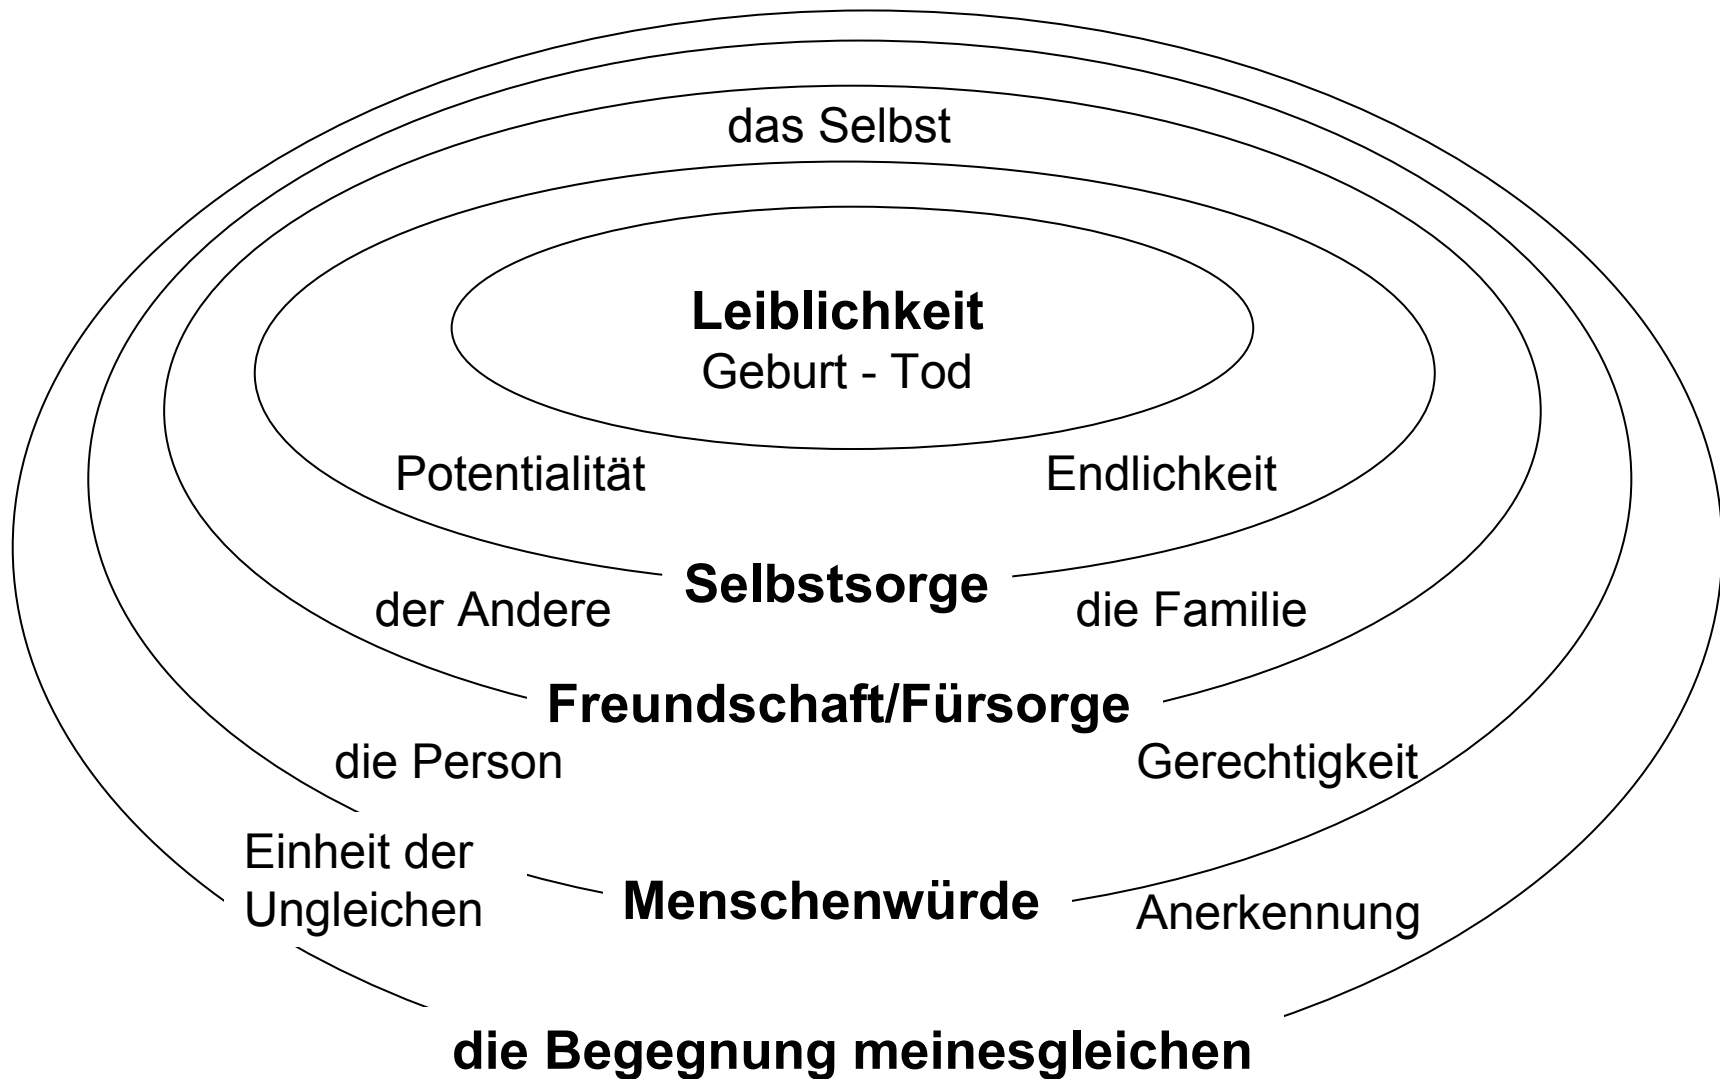 das Selbst
Leiblichkeit
Geburt - Tod
Potentialität
Endlichkeit
Selbstsorge
der Andere
die Familie
Freundschaft/Fürsorge
die Person
Gerechtigkeit
Einheit der
Ungleichen
Menschenwürde
Anerkennung
die Begegnung meinesgleichen